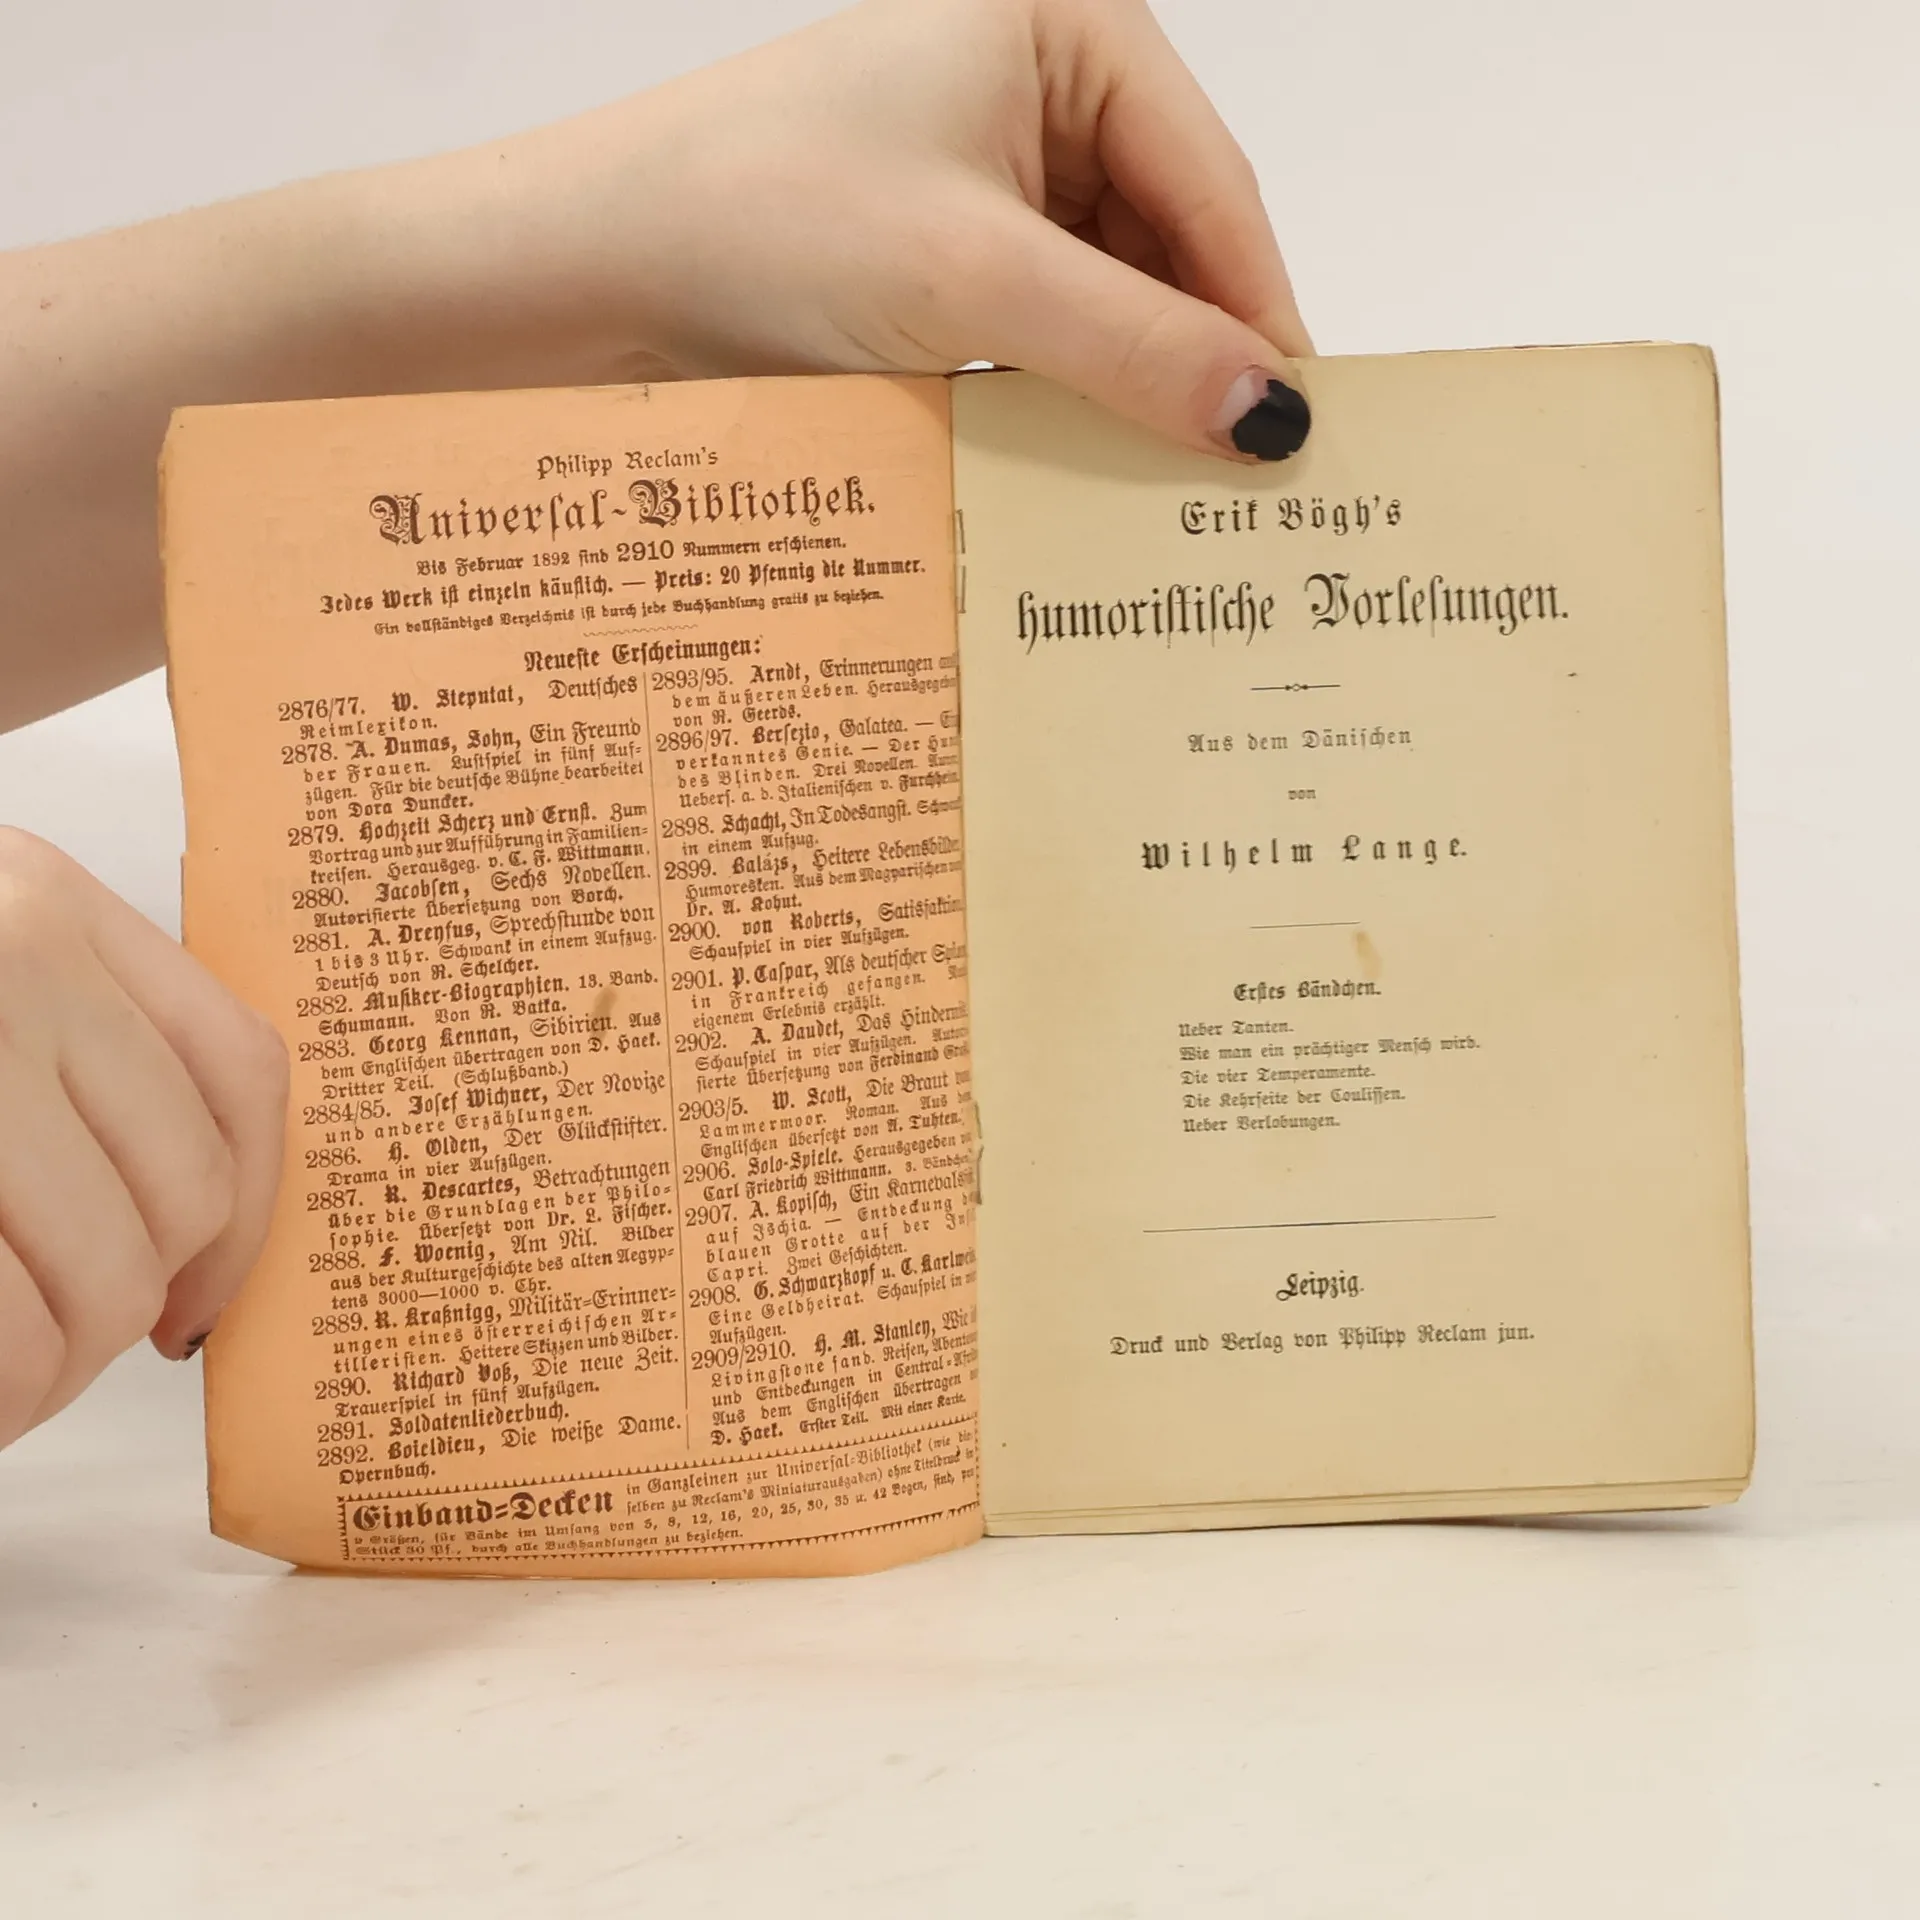 Philipp Reclam's
Universal-Bibliothek.
Bis Februar 1892 sind 2910 Nummern erschienen.
Jedes Werk ist einzeln käuflich. — Preis: 20 Pfennig die Nummer.
Ein vollständiges Verzeichnis ist durch jede Buchhandlung gratis zu beziehen.
Neueste Erscheinungen:
2876/77. W. Steputat, Deutsches
Reimlexikon.
2878. A. Dumas, Sohn, Ein Freund
der Frauen. Lustspiel in fünf Auf-
zügen. Für die deutsche Bühne bearbeitet
von Dora Duncker.
2879. Hochzeit Scherz und Ernst. Zum
Vortrag und zur Aufführung in Familien-
kreisen. Herausgeg. v. C. F. Wittmann.
2880. Jacobsen, Sechs Novellen.
Autorisierte Übersetzung von Borch.
2881. A. Dreyfus, Sprechstunde von
1 bis 3 Uhr. Schwank in einem Aufzug.
Deutsch von R. Schelcher.
2882. Musiker-Biographien. 13. Band.
Schumann. Von R. Batka.
2883. Georg Kennan, Sibirien. Aus
dem Englischen übertragen von D. Haek.
Dritter Teil. (Schlußband.)
2884/85. Josef Wichner, Der Novize
und andere Erzählungen.
2886. H. Olden, Der Glückstifter.
Drama in vier Aufzügen.
2887. R. Descartes, Betrachtungen
über die Grundlagen der Philo-
sophie. Übersetzt von Dr. L. Fischer.
2888. F. Woenig, Am Nil. Bilder
aus der Kulturgeschichte des alten Aegyp-
tens 3000—1000 v. Chr.
2889. R. Kraßnigg, Militär-Erinner-
ungen eines österreichischen Ar-
tilleristen. Heitere Skizzen und Bilder.
2890. Richard Voß, Die neue Zeit.
Trauerspiel in fünf Aufzügen.
2891. Soldatenliederbuch.
2892. Boieldieu, Die weiße Dame.
Opernbuch.
2893/95. Arndt, Erinnerungen
dem äußeren Leben.
von R. Geerds.
2896/97. Bersezio, Galatea. —
verkanntes Genie. — Der
des Blinden. Drei Novellen.
Uebers. a. d. Italienischen v.
2898. Schacht, In Todesangst.
in einem Aufzug.
2899. Balázs, Heitere
Humoresken. Aus dem Magyarischen
Dr. A. Kohut.
2900. von Roberts,
Schauspiel in vier Aufzügen.
2901. P. Caspar, Als deutscher
in Frankreich gefangen.
eigenem Erlebnis erzählt.
2902. A. Daudet, Das
Schauspiel in vier Aufzügen.
sierte Übersetzung von Ferdinand
2903/5. W. Scott, Die Braut
Lammermoor. Roman. Aus
Englischen übersetzt von A. Tuhten.
2906. Solo-Spiele. Herausgegeben
Carl Friedrich Wittmann. 3. Bändchen
2907. A. Kopisch, Ein
auf Ischia. — Entdeckung
blauen Grotte auf der
Capri. Zwei Geschichten.
2908. G. Schwarzkopf u. C. Karlweis
Eine Geldheirat. Schauspiel in
Aufzügen.
2909/2910. H. M. Stanley, Wie
Livingstone fand. Reisen,
und Entdeckungen in
Aus dem Englischen übertragen
D. Haek. Erster Teil. Mit einer Karte.
Einband-Decken in Ganzleinen zur Universal-Bibliothek (wie
selben zu Reclam's Miniaturausgaben) ohne Titeldruck
Größen, für Bände im Umfang von 5, 8, 12, 16, 20, 25, 30, 35 u. 42 Bogen, sind,
Stück 30 Pf., durch alle Buchhandlungen zu beziehen.
Erik Bögh's
humoristische Vorlesungen.
Aus dem Dänischen
von
Wilhelm Lange.
Erstes Bändchen.
Ueber Tanten.
Wie man ein prächtiger Mensch wird.
Die vier Temperamente.
Die Kehrseite der Coulissen.
Ueber Verlobungen.
Leipzig.
Druck und Verlag von Philipp Reclam jun.